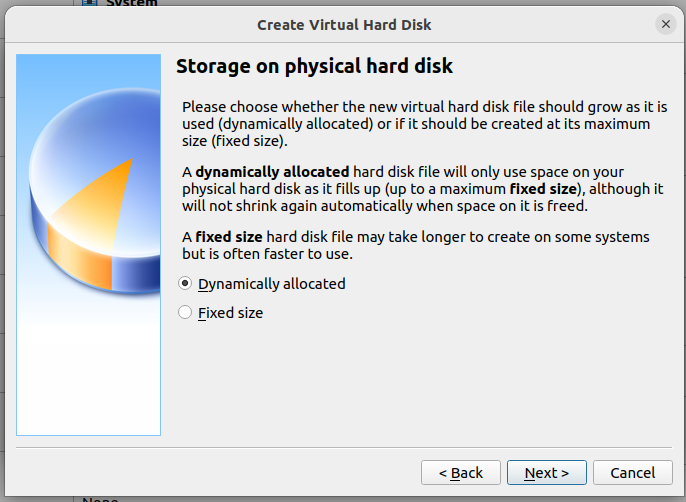 System
Create Virtual Hard Disk
Storage on physical hard disk
Please choose whether the new virtual hard disk file should grow as it is
used (dynamically allocated) or if it should be created at its maximum
size (fixed size).
A dynamically allocated hard disk file will only use space on your
physical hard disk as it fills up (up to a maximum fixed size), although it
will not shrink again automatically when space on it is freed.
A fixed size hard disk file may take longer to create on some systems
but is often faster to use.
Dynamically allocated
Fixed size
< Back Next > Cancel
None